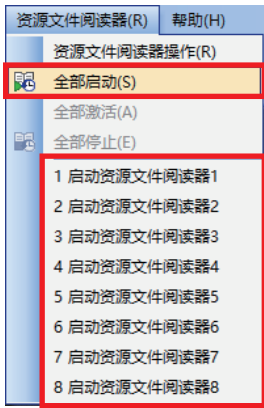 资源文件阅读器(R) 帮助(H)
资源文件阅读器操作(R)
全部启动(S)
全部激活(A)
全部停止(E)
1 启动资源文件阅读器1
2 启动资源文件阅读器2
3 启动资源文件阅读器3
4 启动资源文件阅读器4
5 启动资源文件阅读器5
6 启动资源文件阅读器6
7 启动资源文件阅读器7
8 启动资源文件阅读器8